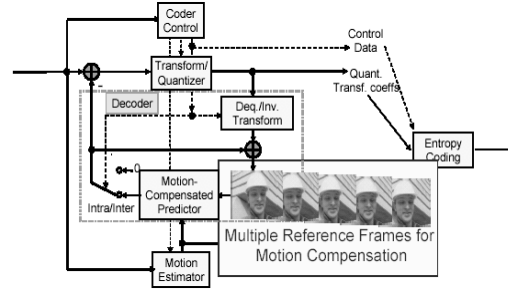 Coder
Control
Control
Data
Transform/
Quantizer
-
Quant.
Transf. coeffs
Decoder
Deq./Inv.
Transform
Entropy
Coding
0
Motion-
Compensated
Predictor
Intra/Inter
Multiple Reference Frames for
Motion Compensation
Motion
Estimator